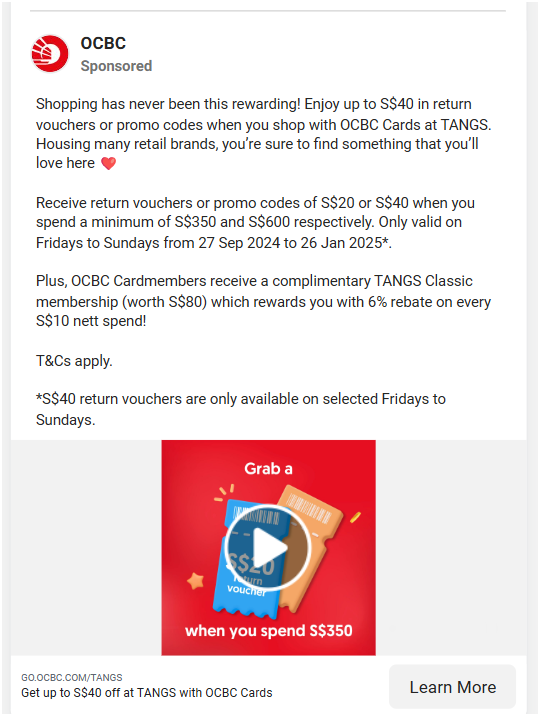 OCBC
Sponsored
Shopping has never been this rewarding! Enjoy up to S$40 in return
vouchers or promo codes when you shop with OCBC Cards at TANGS.
Housing many retail brands, you’re sure to find something that you’ll
love here ❤️
Receive return vouchers or promo codes of S$20 or S$40 when you
spend a minimum of S$350 and S$600 respectively. Only valid on
Fridays to Sundays from 27 Sep 2024 to 26 Jan 2025*.
Plus, OCBC Cardmembers receive a complimentary TANGS Classic
membership (worth S$80) which rewards you with 6% rebate on every
S$10 nett spend!
T&Cs apply.
*S$40 return vouchers are only available on selected Fridays to
Sundays.
Grab a
S$20
return
voucher
when you spend S$350
GO.OCBC.COM/TANGS
Get up to S$40 off at TANGS with OCBC Cards
Learn More